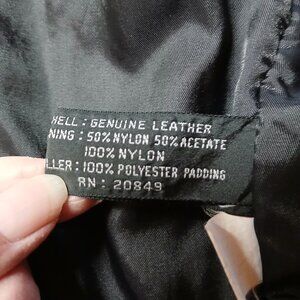 HELL : GENUINE LEATHER
NING : 50% NYLON 50% ACETATE
100% NYLON
LLER : 100% POLYESTER PADDING
RN : 20849